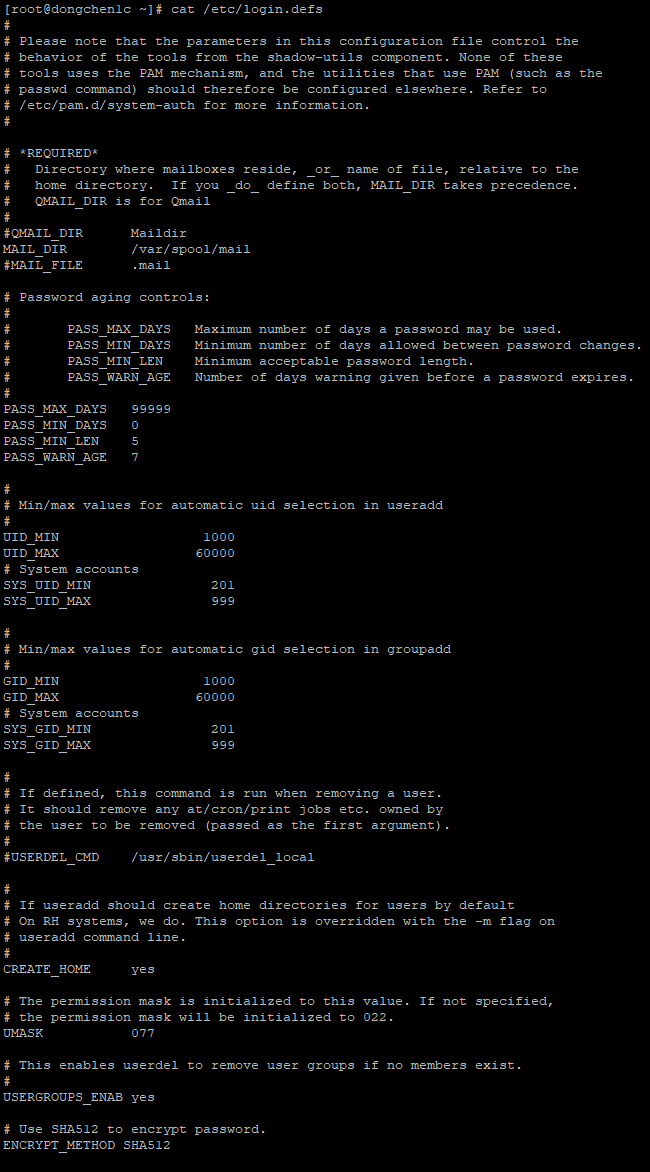 [root@dongchen1c ~]# cat /etc/login.defs
#
# Please note that the parameters in this configuration file control the
# behavior of the tools from the shadow-utils component. None of these
# tools uses the PAM mechanism, and the utilities that use PAM (such as the
# passwd command) should therefore be configured elsewhere. Refer to
# /etc/pam.d/system-auth for more information.
#

# *REQUIRED*
#   Directory where mailboxes reside, _or_ name of file, relative to the
#   home directory.  If you _do_ define both, MAIL_DIR takes precedence.
#   QMAIL_DIR is for Qmail
#
#QMAIL_DIR      Maildir
MAIL_DIR        /var/spool/mail
#MAIL_FILE      .mail

# Password aging controls:
#
#       PASS_MAX_DAYS   Maximum number of days a password may be used.
#       PASS_MIN_DAYS   Minimum number of days allowed between password changes.
#       PASS_MIN_LEN    Minimum acceptable password length.
#       PASS_WARN_AGE   Number of days warning given before a password expires.
#
PASS_MAX_DAYS   99999
PASS_MIN_DAYS   0
PASS_MIN_LEN    5
PASS_WARN_AGE   7

#
# Min/max values for automatic uid selection in useradd
#
UID_MIN                  1000
UID_MAX                 60000
# System accounts
SYS_UID_MIN               201
SYS_UID_MAX               999

#
# Min/max values for automatic gid selection in groupadd
#
GID_MIN                  1000
GID_MAX                 60000
# System accounts
SYS_GID_MIN               201
SYS_GID_MAX               999

#
# If defined, this command is run when removing a user.
# It should remove any at/cron/print jobs etc. owned by
# the user to be removed (passed as the first argument).
#
#USERDEL_CMD    /usr/sbin/userdel_local

#
# If useradd should create home directories for users by default
# On RH systems, we do. This option is overridden with the -m flag on
# useradd command line.
#
CREATE_HOME     yes

# The permission mask is initialized to this value. If not specified,
# the permission mask will be initialized to 022.
UMASK           077

# This enables userdel to remove user groups if no members exist.
#
USERGROUPS_ENAB yes

# Use SHA512 to encrypt password.
ENCRYPT_METHOD SHA512